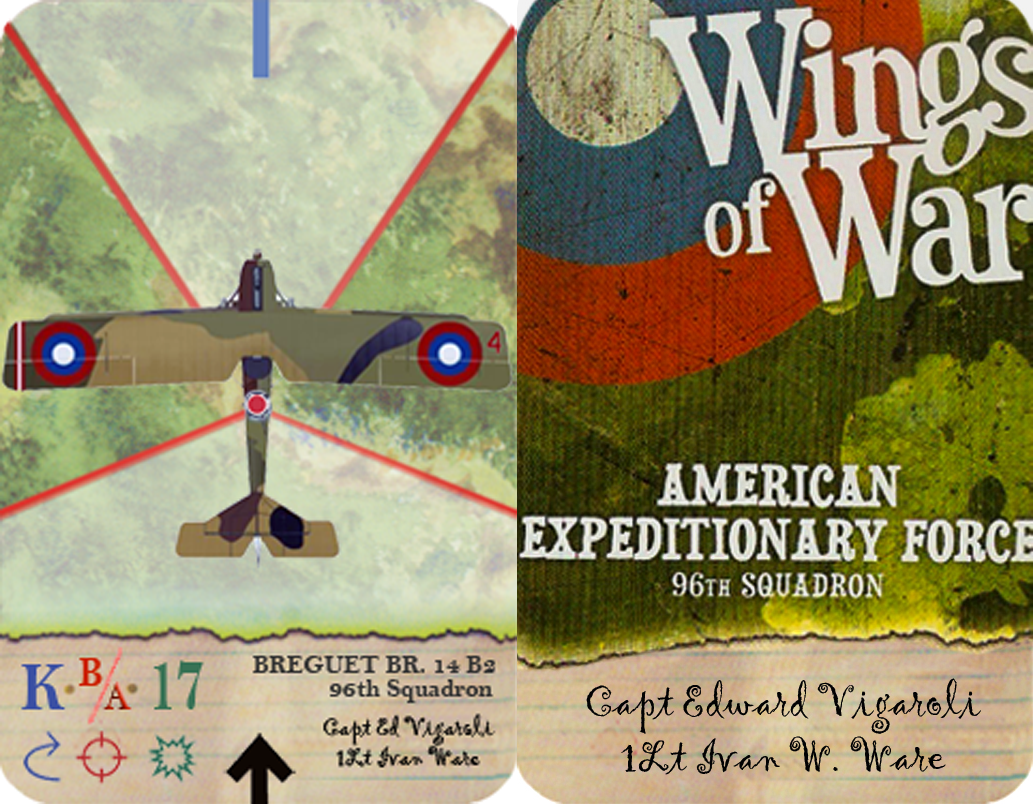 4
K • B/A • 17
BREGUET BR. 14 B2
96th Squadron
Capt Ed Vigaroli
1Lt Ivan Ware
Wings
of War
AMERICAN
EXPEDITIONARY FORCE
96TH SQUADRON
Capt Edward Vigaroli
1Lt Ivan W. Ware